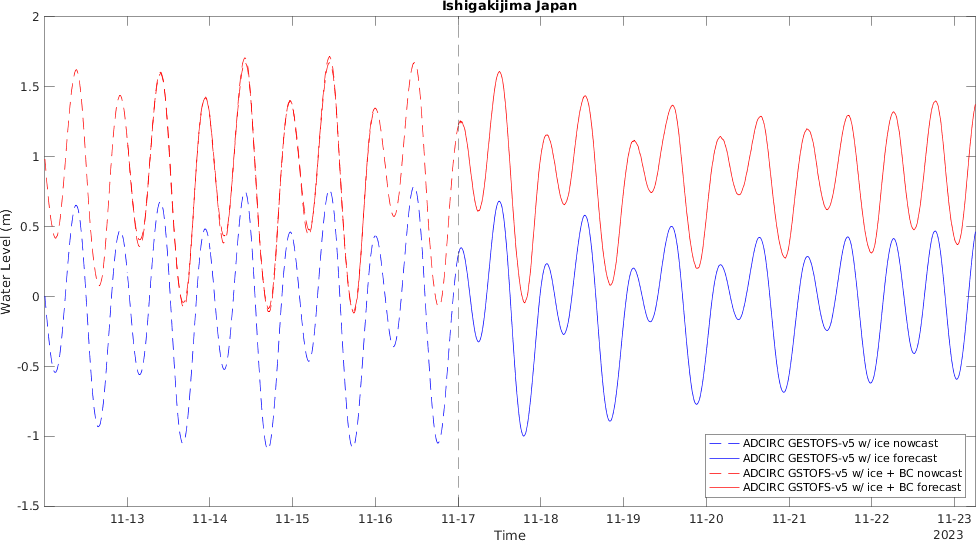 Ishigakijima Japan
Water Level (m)
2
1.5
1
0.5
0
-0.5
-1
-1.5
ADCIRC GESTOFS-v5 w/ ice nowcast
ADCIRC GESTOFS-v5 w/ ice forecast
ADCIRC GSTOFS-v5 w/ ice + BC nowcast
ADCIRC GSTOFS-v5 w/ ice + BC forecast
11-13 11-14 11-15 11-16 11-17 11-18 11-19 11-20 11-21 11-22 11-23
Time
2023